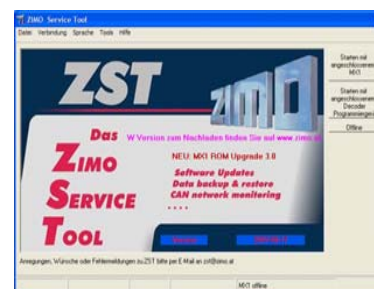 ZIMO Service Tool
Datei Verbindung Sprache Tools Hilfe
ZST
ZIMO
Das
ZIMO
SERVICE
TOOL
W Version zum Nachladen finden Sie auf www.zimo.at
NEU: MX1 ROM Upgrade 3.0
Software Updates
Data backup & restore
CAN network monitoring
....
Starten mit
angeschlossenem
MX1
Starten mit
angeschlossenem
Decoder
Programmiergerät
Offline
Anregungen, Wünsche oder Fehlermeldungen zu ZST bitte per E Mail an zst@zimo.at
MX1 offline